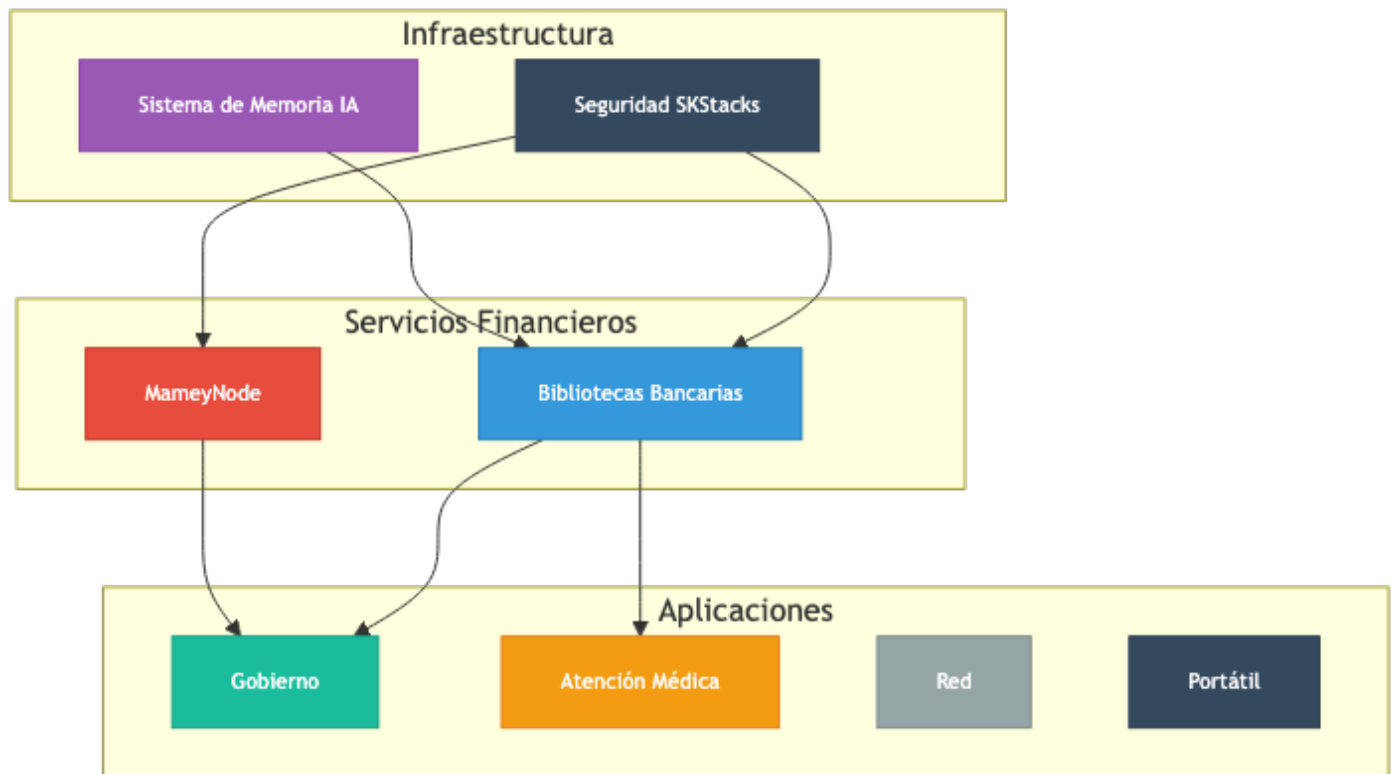 Infraestructura
Sistema de Memoria IA
Seguridad SKStacks
Servicios Financieros
MameyNode
Bibliotecas Bancarias
Aplicaciones
Gobierno
Atención Médica
Red
Portátil